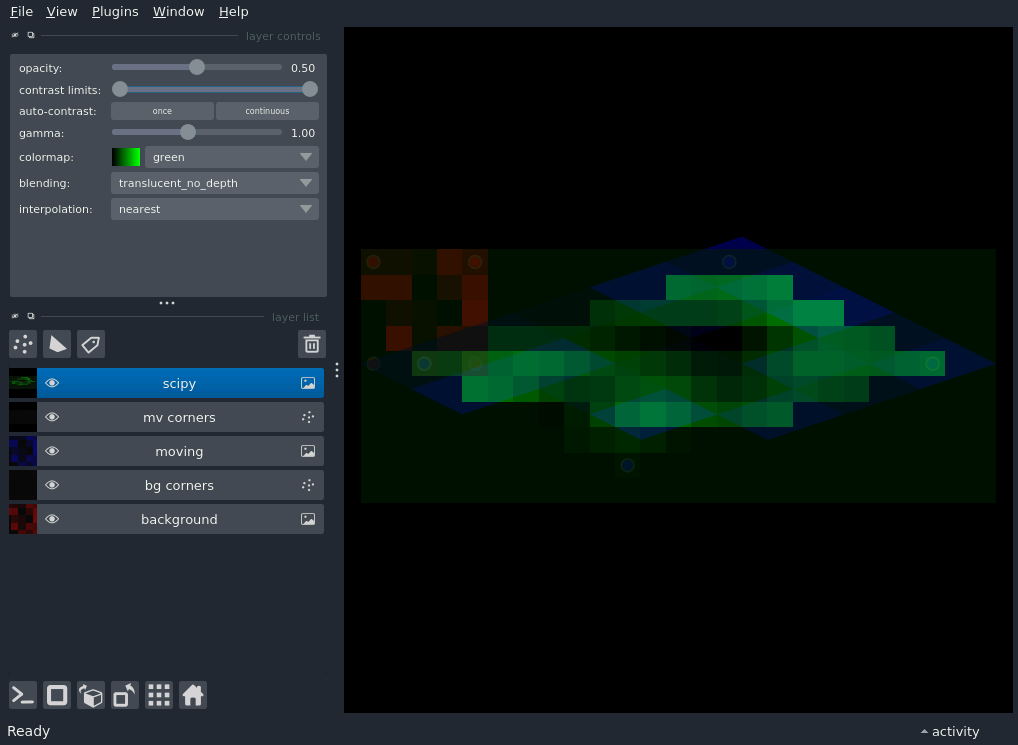 File View Plugins Window Help
layer controls
opacity: 0.50
contrast limits:
auto-contrast: once continuous
gamma: 1.00
colormap: green
blending: translucent_no_depth
interpolation: nearest
layer list
scipy
mv corners
moving
bg corners
background
Ready activity